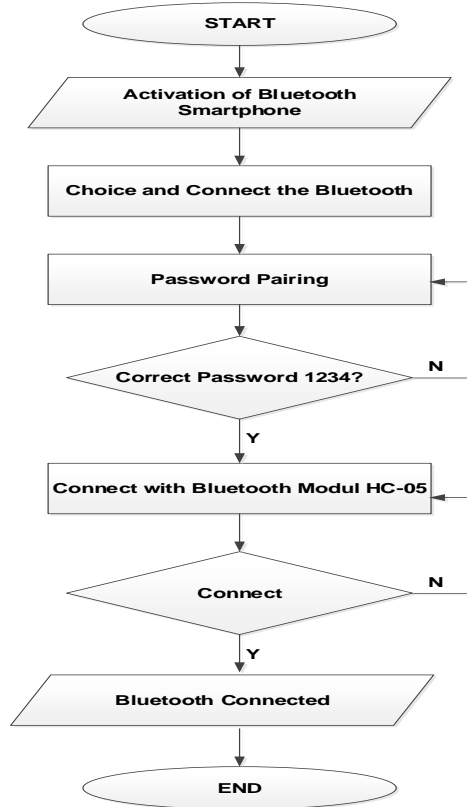 START
Activation of Bluetooth
Smartphone
Choice and Connect the Bluetooth
Password Pairing
Correct Password 1234?
N
Y
Connect with Bluetooth Modul HC-05
Connect
N
Y
Bluetooth Connected
END